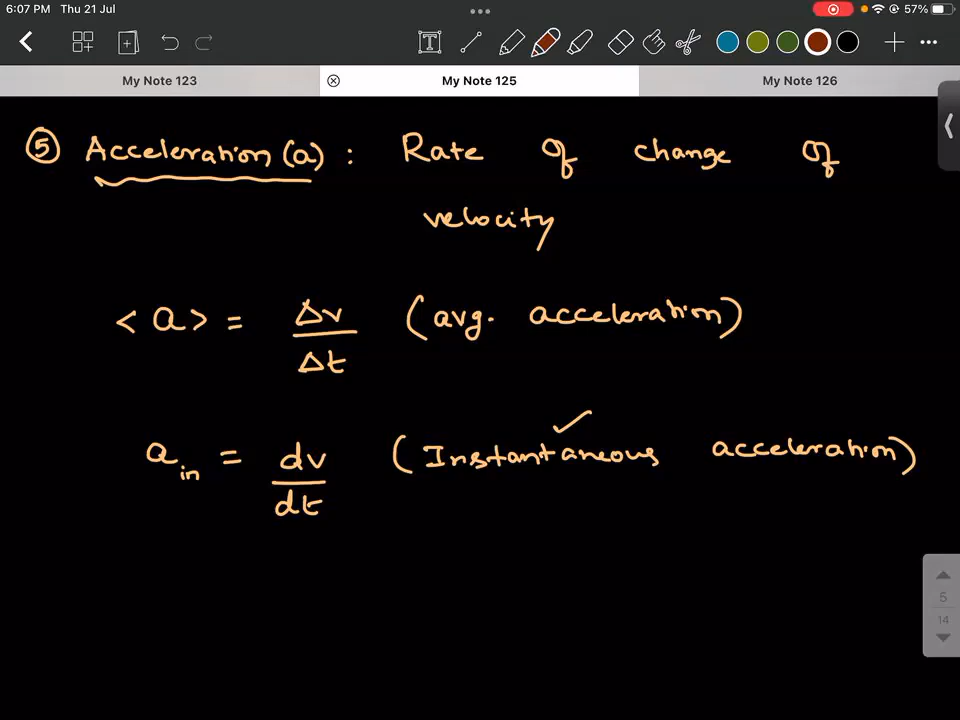 6:07 PM Thu 21 Jul 57%
My Note 123 My Note 125 My Note 126
⑤ Acceleration (a) : Rate of change of
velocity
< a > = Δv/Δt (avg. acceleration)
a_in = dv/dt (Instantaneous acceleration)
5
14